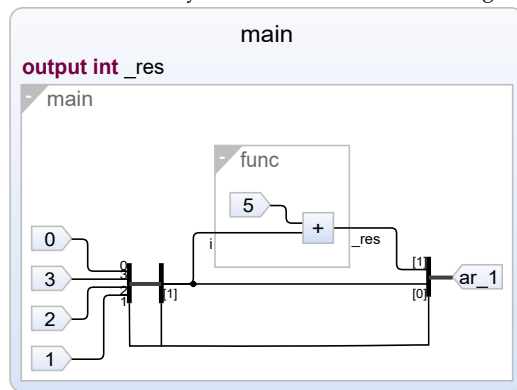 main
output int _res
- main
- func
5
+
i
_res
0
3
2
1
0
3
2
1
[1]
[1]
[0]
ar_1